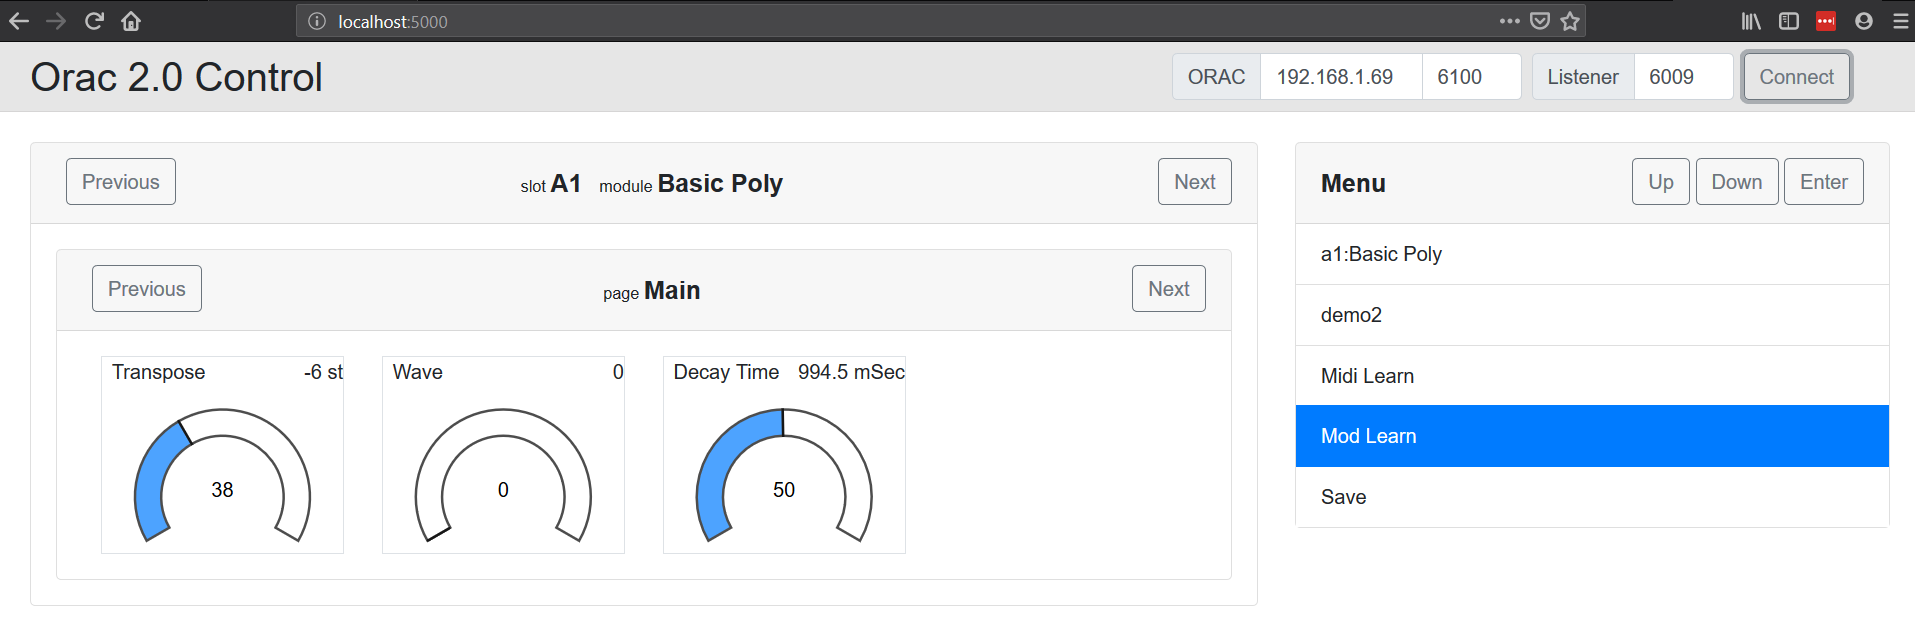 localhost:5000
Orac 2.0 Control
ORAC 192.168.1.69 6100 Listener 6009 Connect
Previous slot A1 module Basic Poly Next
Previous page Main Next
Transpose -6 st
38
Wave 0
0
Decay Time 994.5 mSec
50
Menu Up Down Enter
a1:Basic Poly
demo2
Midi Learn
Mod Learn
Save